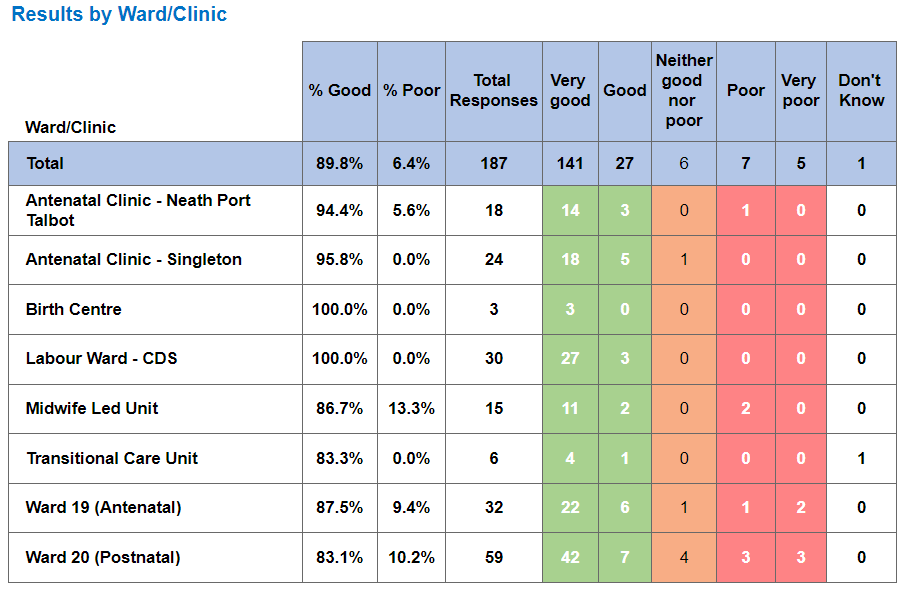 Results by Ward/Clinic
Ward/Clinic % Good % Poor Total Responses Very good Good Neither good nor poor Poor Very poor Don't Know
Total 89.8% 6.4% 187 141 27 6 7 5 1
Antenatal Clinic - Neath Port Talbot 94.4% 5.6% 18 14 3 0 1 0 0
Antenatal Clinic - Singleton 95.8% 0.0% 24 18 5 1 0 0 0
Birth Centre 100.0% 0.0% 3 3 0 0 0 0 0
Labour Ward - CDS 100.0% 0.0% 30 27 3 0 0 0 0
Midwife Led Unit 86.7% 13.3% 15 11 2 0 2 0 0
Transitional Care Unit 83.3% 0.0% 6 4 1 0 0 0 1
Ward 19 (Antenatal) 87.5% 9.4% 32 22 6 1 1 2 0
Ward 20 (Postnatal) 83.1% 10.2% 59 42 7 4 3 3 0